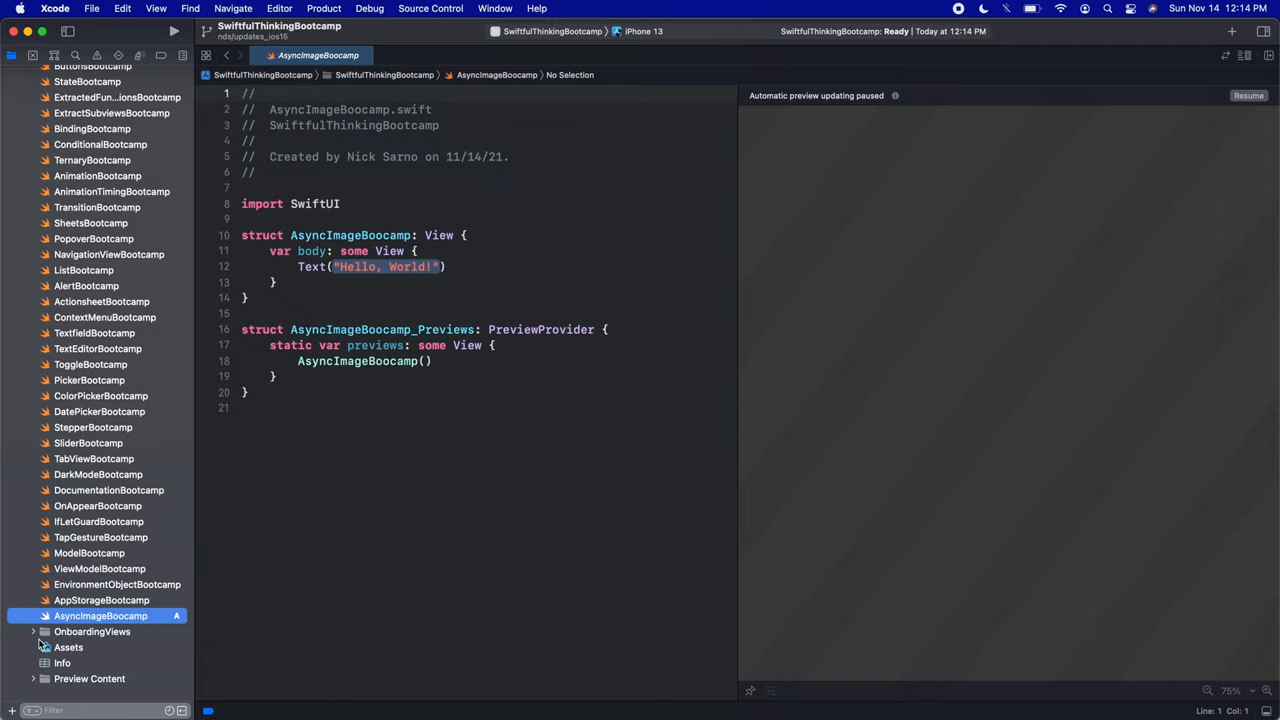 Xcode File Edit View Find Navigate Editor Product Debug Source Control Window Help Sun Nov 14 12:14 PM
SwiftfulThinkingBootcamp
nds/updates_ios15
SwiftfulThinkingBootcamp 〉 iPhone 13
SwiftfulThinkingBootcamp: Ready | Today at 12:14 PM
AsyncImageBoocamp
SwiftfulThinkingBootcamp 〉 SwiftfulThinkingBootcamp 〉 AsyncImageBoocamp 〉 No Selection
ButtonsBootcamp
StateBootcamp
ExtractedFun...ionsBootcamp
ExtractSubviewsBootcamp
BindingBootcamp
ConditionalBootcamp
TernaryBootcamp
AnimationBootcamp
AnimationTimingBootcamp
TransitionBootcamp
SheetsBootcamp
PopoverBootcamp
NavigationViewBootcamp
ListBootcamp
AlertBootcamp
ActionsheetBootcamp
ContextMenuBootcamp
TextfieldBootcamp
TextEditorBootcamp
ToggleBootcamp
PickerBootcamp
ColorPickerBootcamp
DatePickerBootcamp
StepperBootcamp
SliderBootcamp
TabViewBootcamp
DarkModeBootcamp
DocumentationBootcamp
OnAppearBootcamp
IfLetGuardBootcamp
TapGestureBootcamp
ModelBootcamp
ViewModelBootcamp
EnvironmentObjectBootcamp
AppStorageBootcamp
AsyncImageBoocamp A
OnboardingViews
Assets
Info
Preview Content
Filter
1 //
2 // AsyncImageBoocamp.swift
3 // SwiftfulThinkingBootcamp
4 //
5 // Created by Nick Sarno on 11/14/21.
6 //
7
8 import SwiftUI
9
10 struct AsyncImageBoocamp: View {
11 var body: some View {
12 Text("Hello, World!")
13 }
14 }
15
16 struct AsyncImageBoocamp_Previews: PreviewProvider {
17 static var previews: some View {
18 AsyncImageBoocamp()
19 }
20 }
21
Automatic preview updating paused
Resume
75%
Line: 1 Col: 1